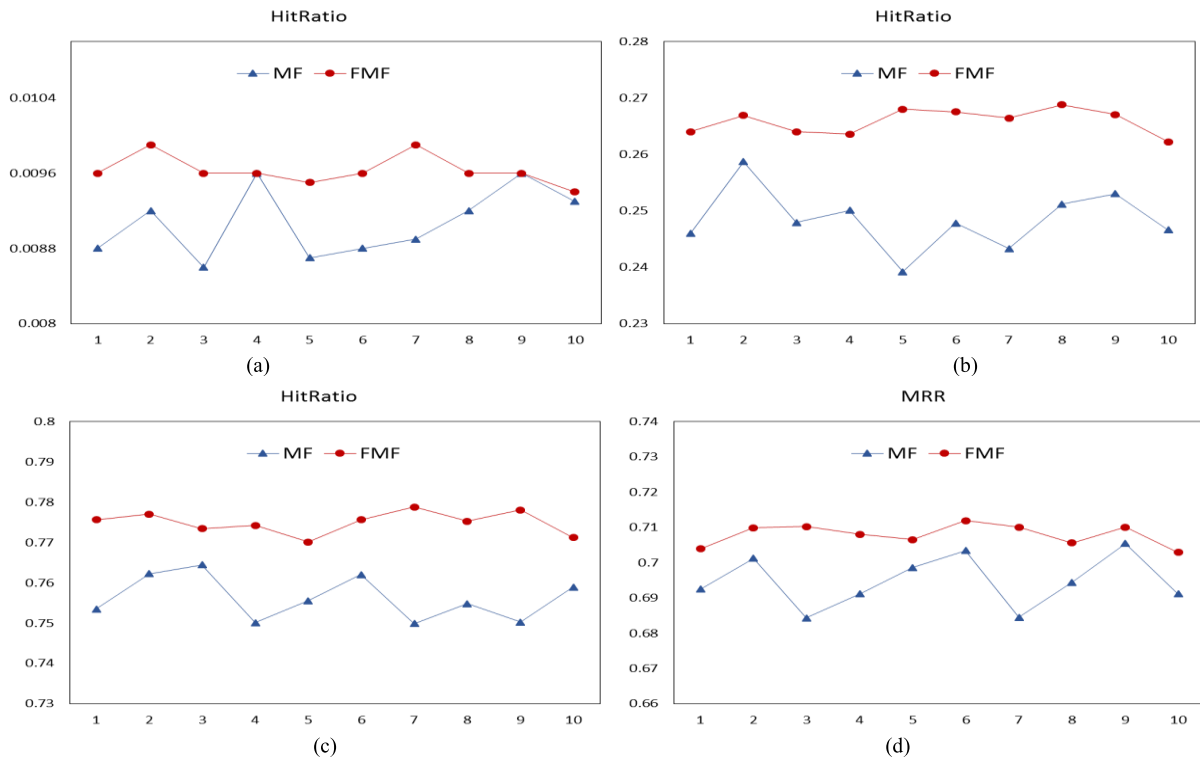 HitRatio
MF FMF
0.0104
0.0096
0.0088
0.008
1 2 3 4 5 6 7 8 9 10
(a)
HitRatio
0.28
MF FMF
0.27
0.26
0.25
0.24
0.23
1 2 3 4 5 6 7 8 9 10
(b)
HitRatio
0.8
0.79
MF FMF
0.78
0.77
0.76
0.75
0.74
0.73
1 2 3 4 5 6 7 8 9 10
(c)
MRR
0.74
0.73
MF FMF
0.72
0.71
0.7
0.69
0.68
0.67
0.66
1 2 3 4 5 6 7 8 9 10
(d)